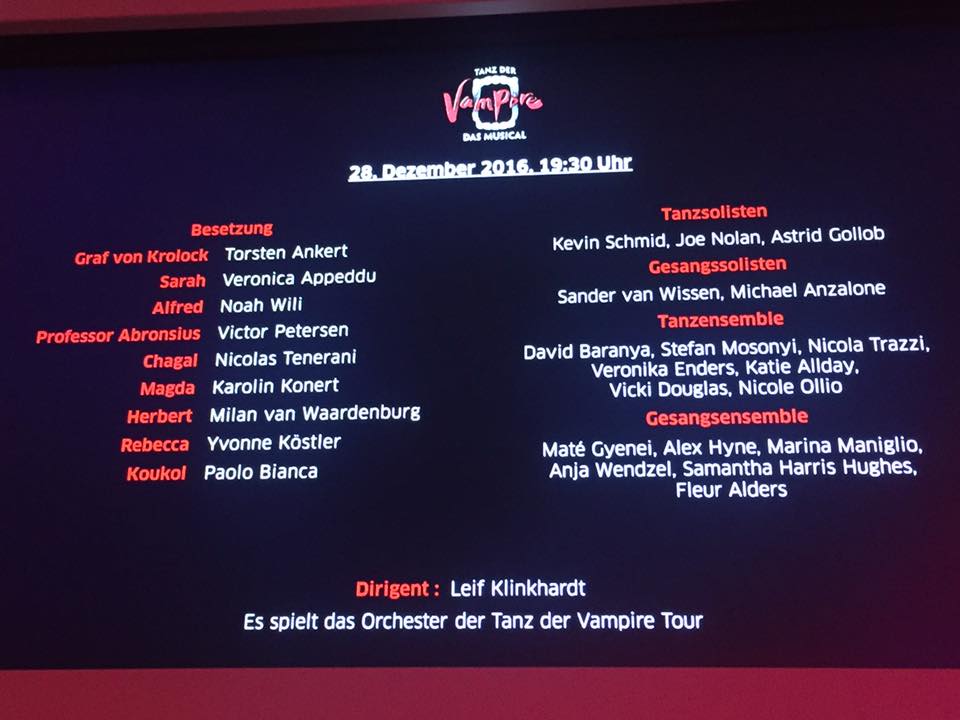 TANZ DER
Vampire
DAS MUSICAL
28. Dezember 2016, 19:30 Uhr
Besetzung
Graf von Krolock Torsten Ankert
Sarah Veronica Appeddu
Alfred Noah Wili
Professor Abronsius Victor Petersen
Chagal Nicolas Tenerani
Magda Karolin Konert
Herbert Milan van Waardenburg
Rebecca Yvonne Köstler
Koukol Paolo Bianca
Tanzsolisten
Kevin Schmid, Joe Nolan, Astrid Gollob
Gesangssolisten
Sander van Wissen, Michael Anzalone
Tanzensemble
David Baranya, Stefan Mosonyi, Nicola Trazzi,
Veronika Enders, Katie Allday,
Vicki Douglas, Nicole Ollio
Gesangsensemble
Maté Gyenei, Alex Hyne, Marina Maniglio,
Anja Wendzel, Samantha Harris Hughes,
Fleur Alders
Dirigent : Leif Klinkhardt
Es spielt das Orchester der Tanz der Vampire Tour